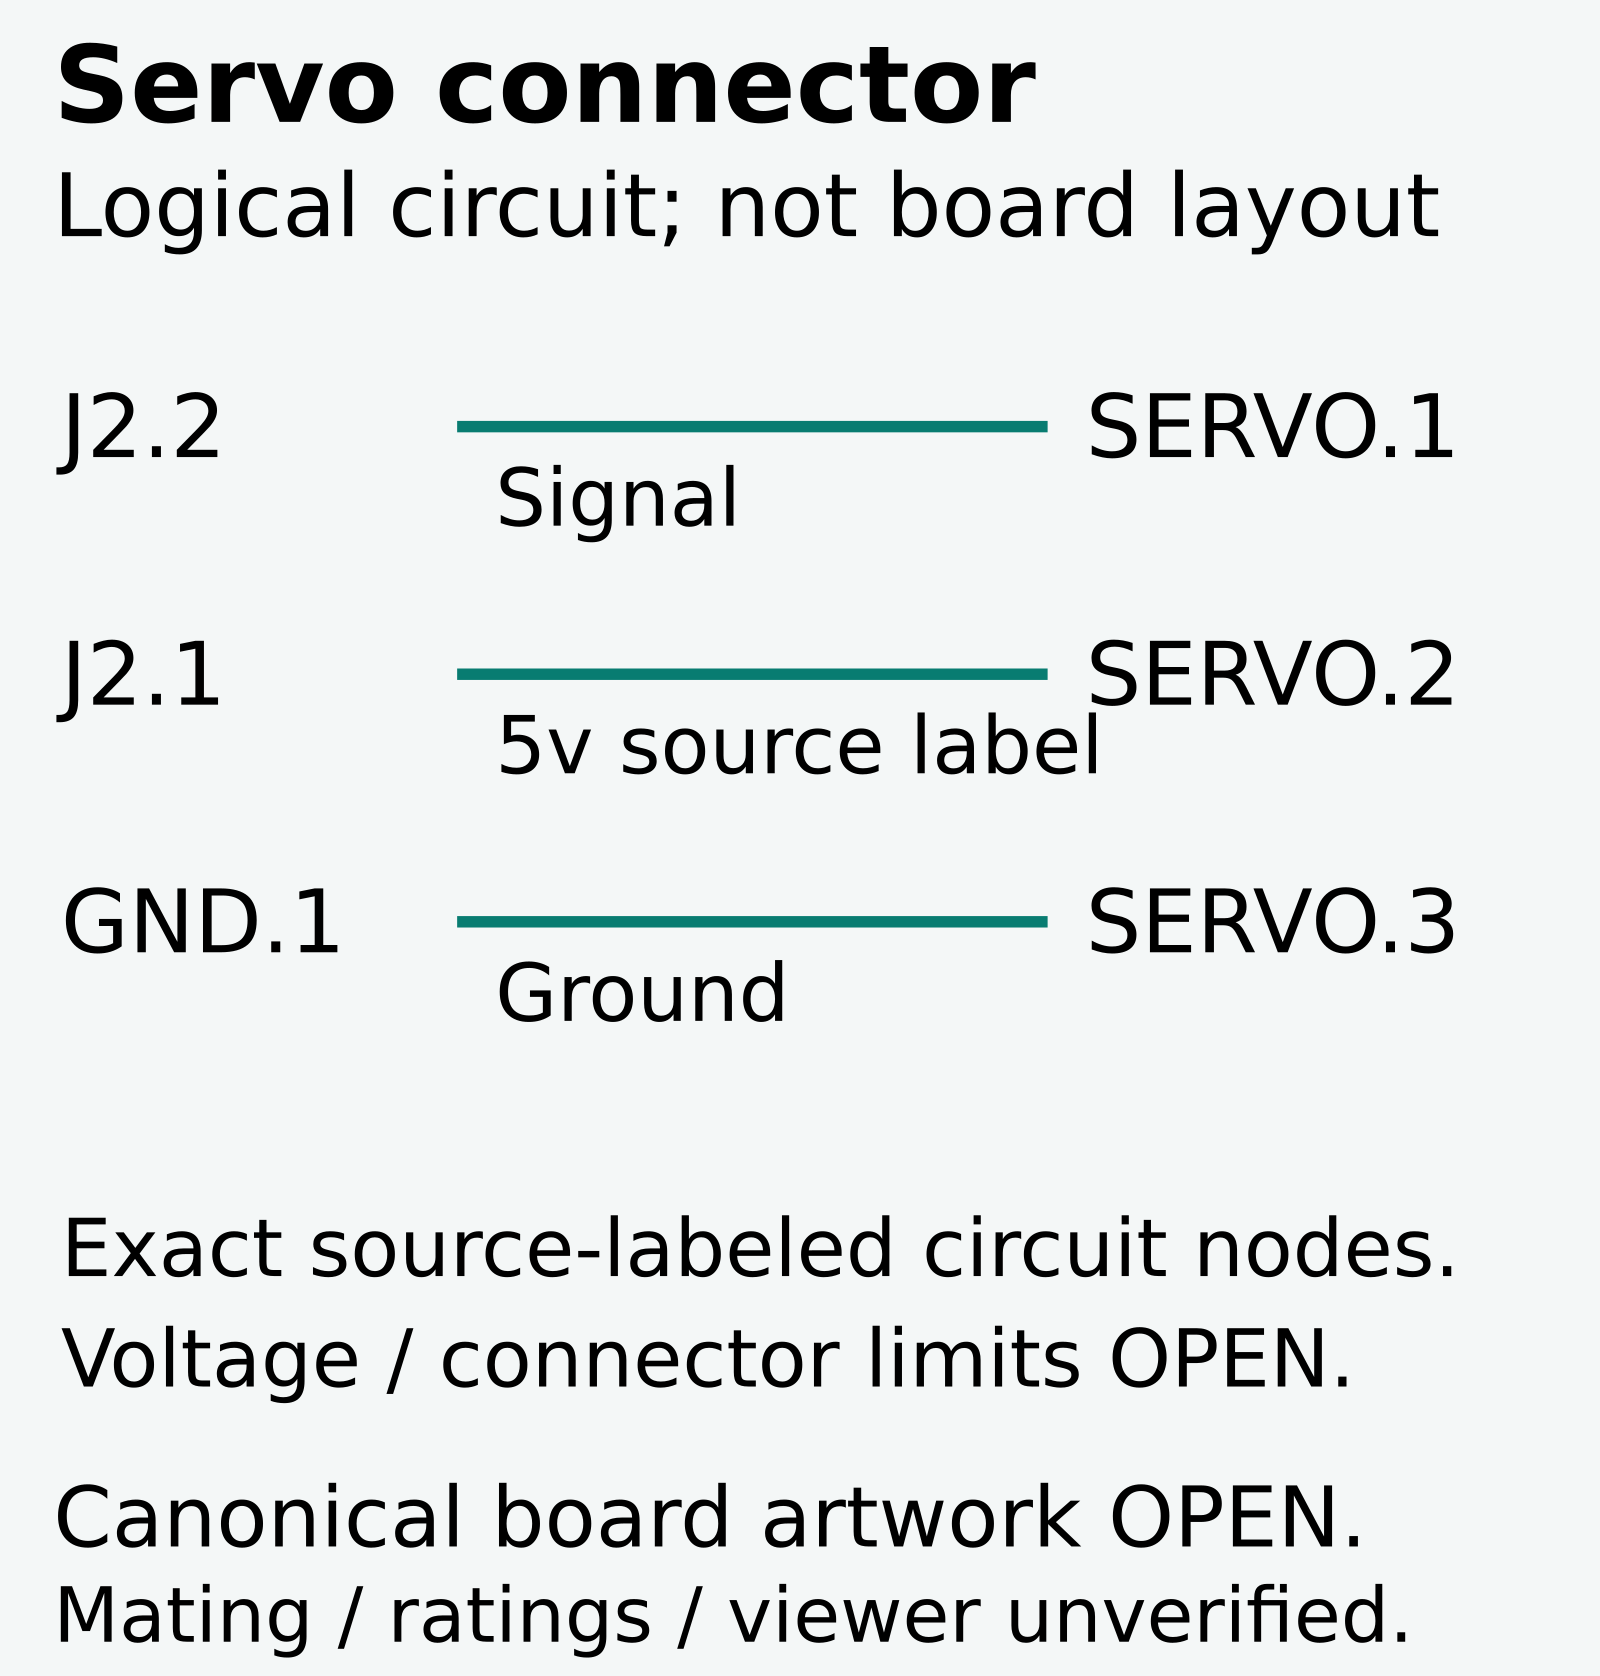 Servo connector
Logical circuit; not board layout
J2.2 SERVO.1
Signal
J2.1 SERVO.2
5v source label
GND.1 SERVO.3
Ground
Exact source-labeled circuit nodes.
Voltage / connector limits OPEN.
Canonical board artwork OPEN.
Mating / ratings / viewer unverified.